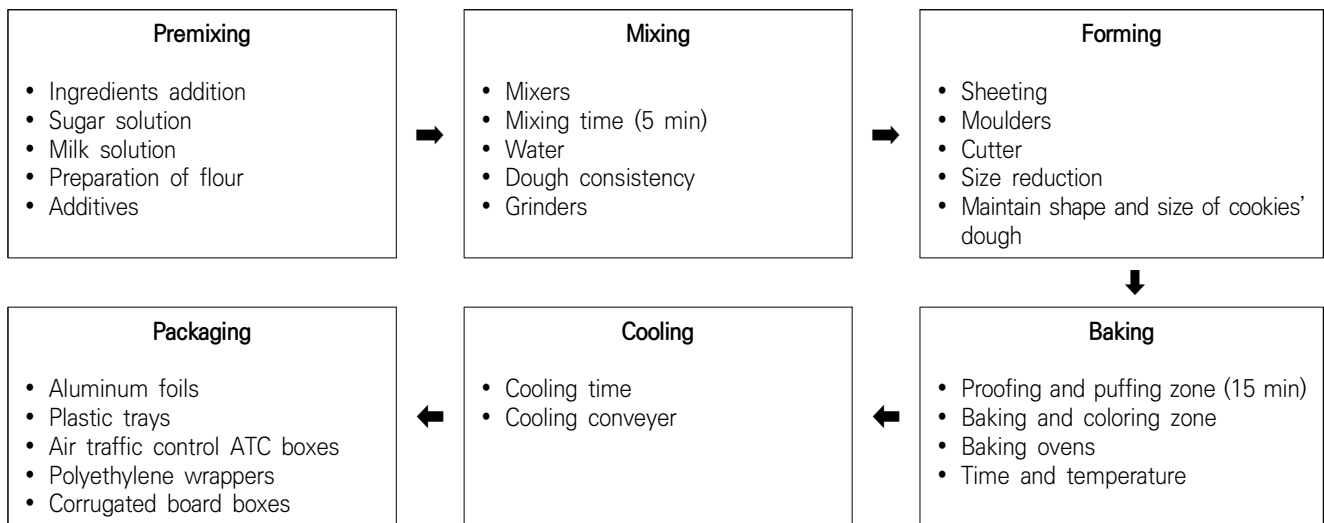 Premixing
• Ingredients addition
• Sugar solution
• Milk solution
• Preparation of flour
• Additives
Mixing
• Mixers
• Mixing time (5 min)
• Water
• Dough consistency
• Grinders
Forming
• Sheeting
• Moulders
• Cutter
• Size reduction
• Maintain shape and size of cookies’
dough
Baking
• Proofing and puffing zone (15 min)
• Baking and coloring zone
• Baking ovens
• Time and temperature
Cooling
• Cooling time
• Cooling conveyer
Packaging
• Aluminum foils
• Plastic trays
• Air traffic control ATC boxes
• Polyethylene wrappers
• Corrugated board boxes